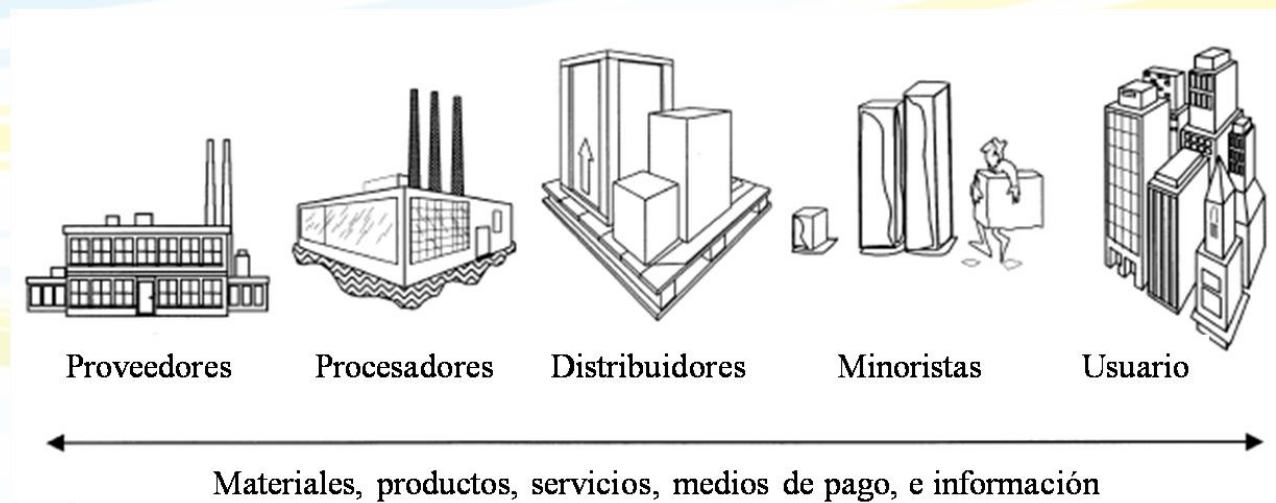 Proveedores Procesadores Distribuidores Minoristas Usuario
Materiales, productos, servicios, medios de pago, e información